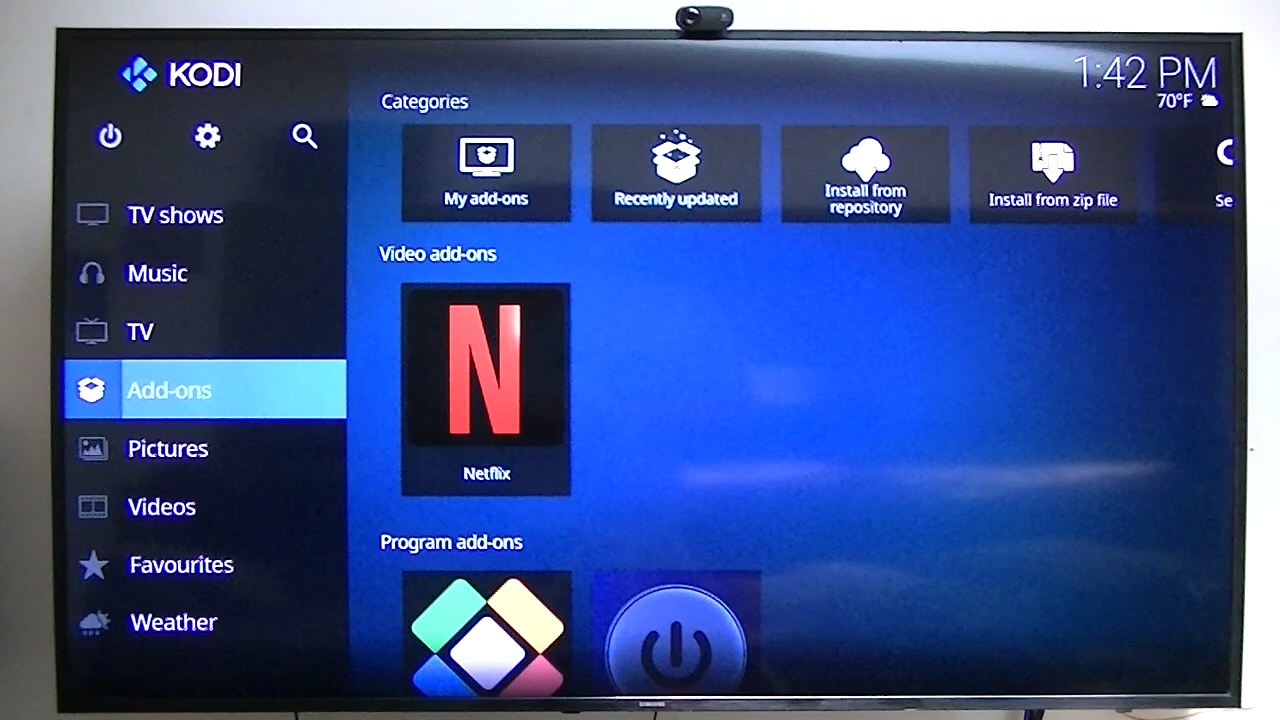 KODI
1:42 PM
70°F
Categories
My add-ons
Recently updated
Install from
repository
Install from zip file
Se
TV shows
Music
TV
Add-ons
Pictures
Videos
Favourites
Weather
Video add-ons
N
Netflix
Program add-ons